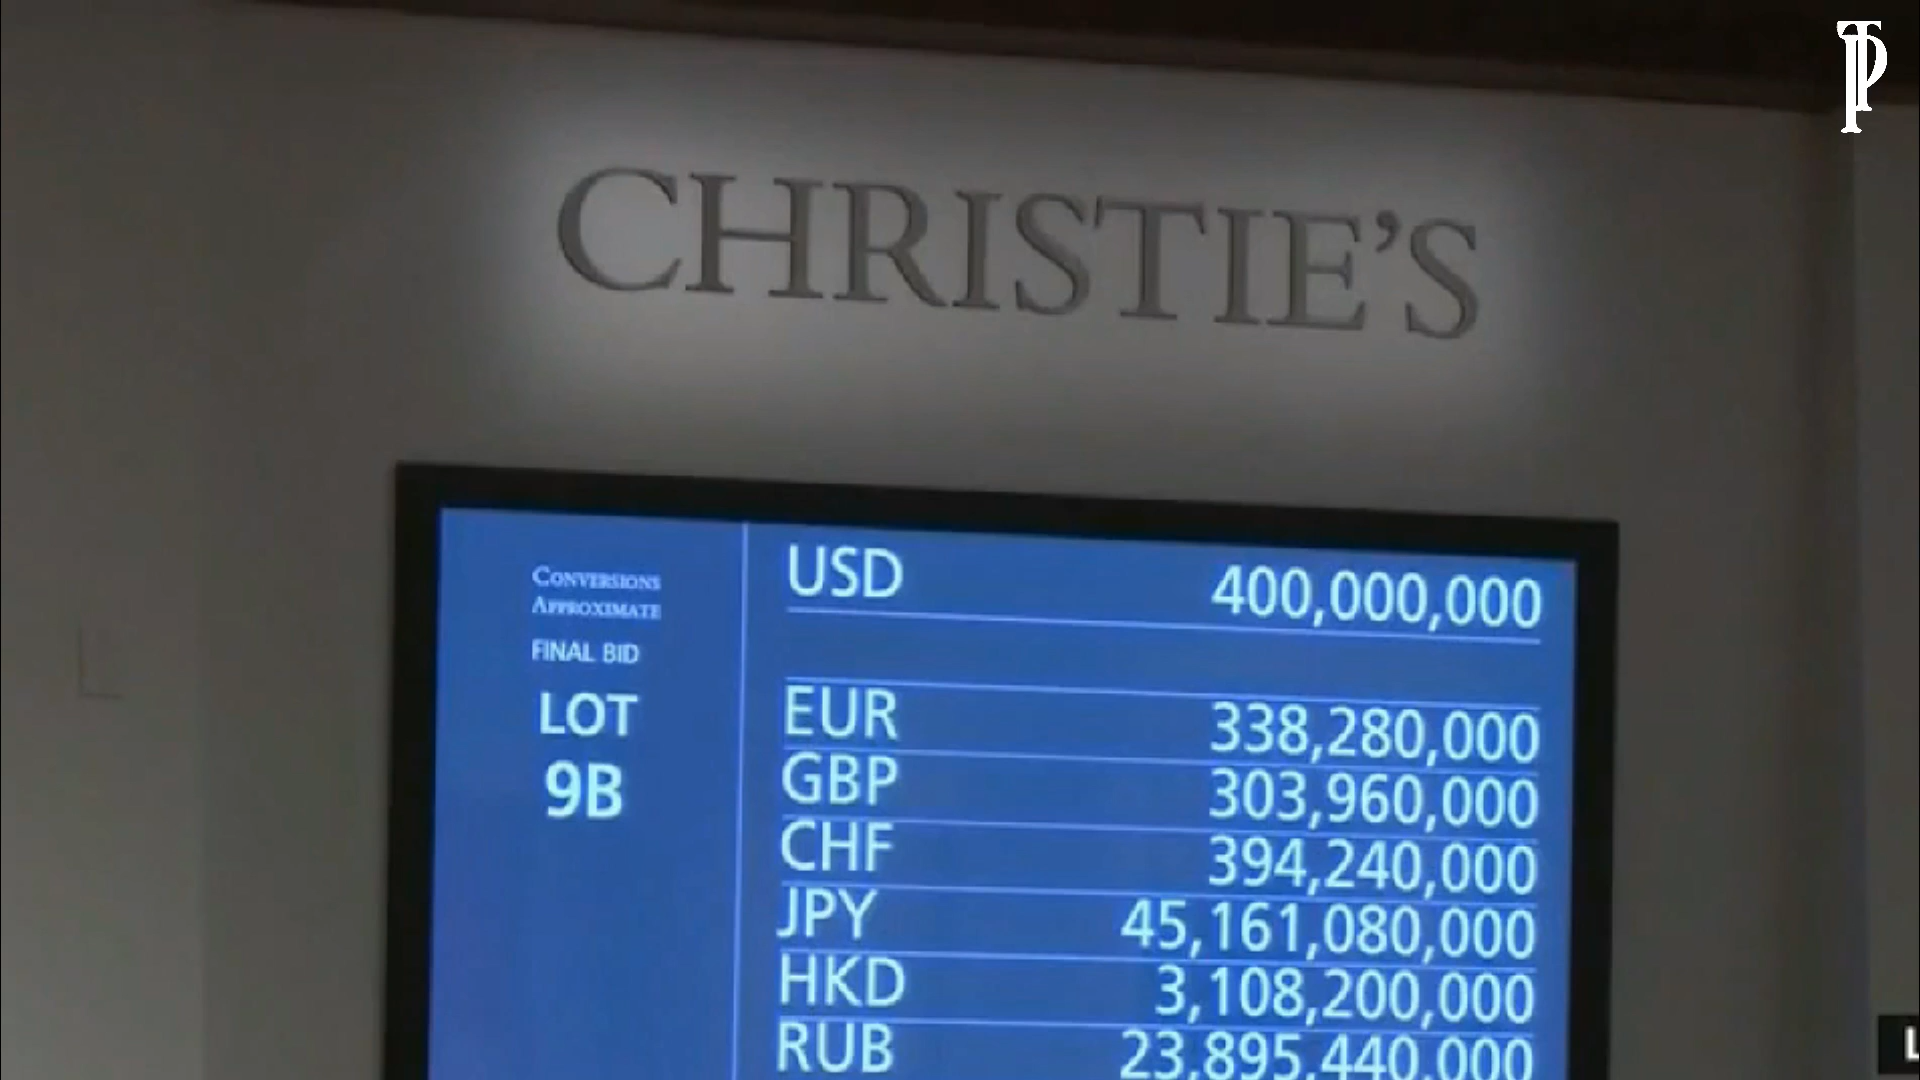 TP
CHRISTIE'S
CONVERSIONS
APPROXIMATE
FINAL BID
LOT
9B
USD 400,000,000
EUR 338,280,000
GBP 303,960,000
CHF 394,240,000
JPY 45,161,080,000
HKD 3,108,200,000
RUB 23,895,440,000
L